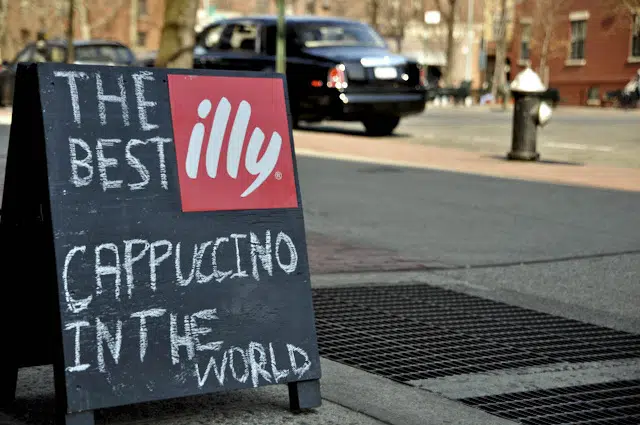 THE
BEST
illy®
CAPPUCCINO
IN THE
WORLD